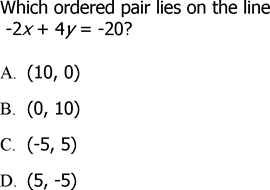 Which ordered pair lies on the line
-2x + 4y = -20?
A. (10, 0)
B. (0, 10)
C. (-5, 5)
D. (5, -5)